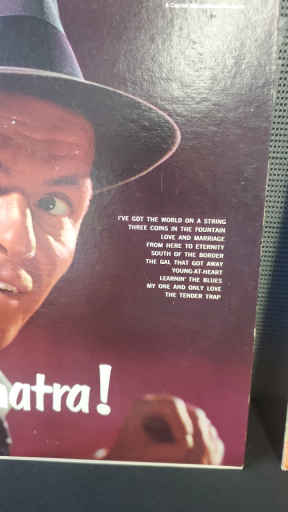 I'VE GOT THE WORLD ON A STRING
THREE COINS IN THE FOUNTAIN
LOVE AND MARRIAGE
FROM HERE TO ETERNITY
SOUTH OF THE BORDER
THE GAL THAT GOT AWAY
YOUNG-AT-HEART
LEARNIN' THE BLUES
MY ONE AND ONLY LOVE
THE TENDER TRAP
atra!